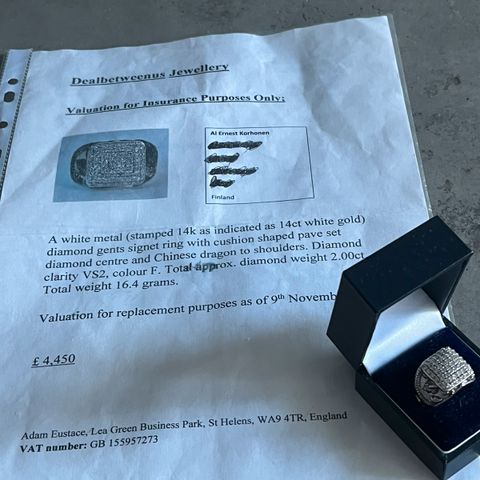 Dealbetweenus Jewellery
Valuation for Insurance Purposes Only:
Al Ernest Korhonen
Finland
A white metal (stamped 14k as indicated as 14ct white gold)
diamond gents signet ring with cushion shaped pave set
diamond centre and Chinese dragon to shoulders. Diamond
clarity VS2, colour F. Total approx. diamond weight 2.00ct
Total weight 16.4 grams.
Valuation for replacement purposes as of 9th Novemb
£ 4,450
Adam Eustace, Lea Green Business Park, St Helens, WA9 4TR, England
VAT number: GB 155957273